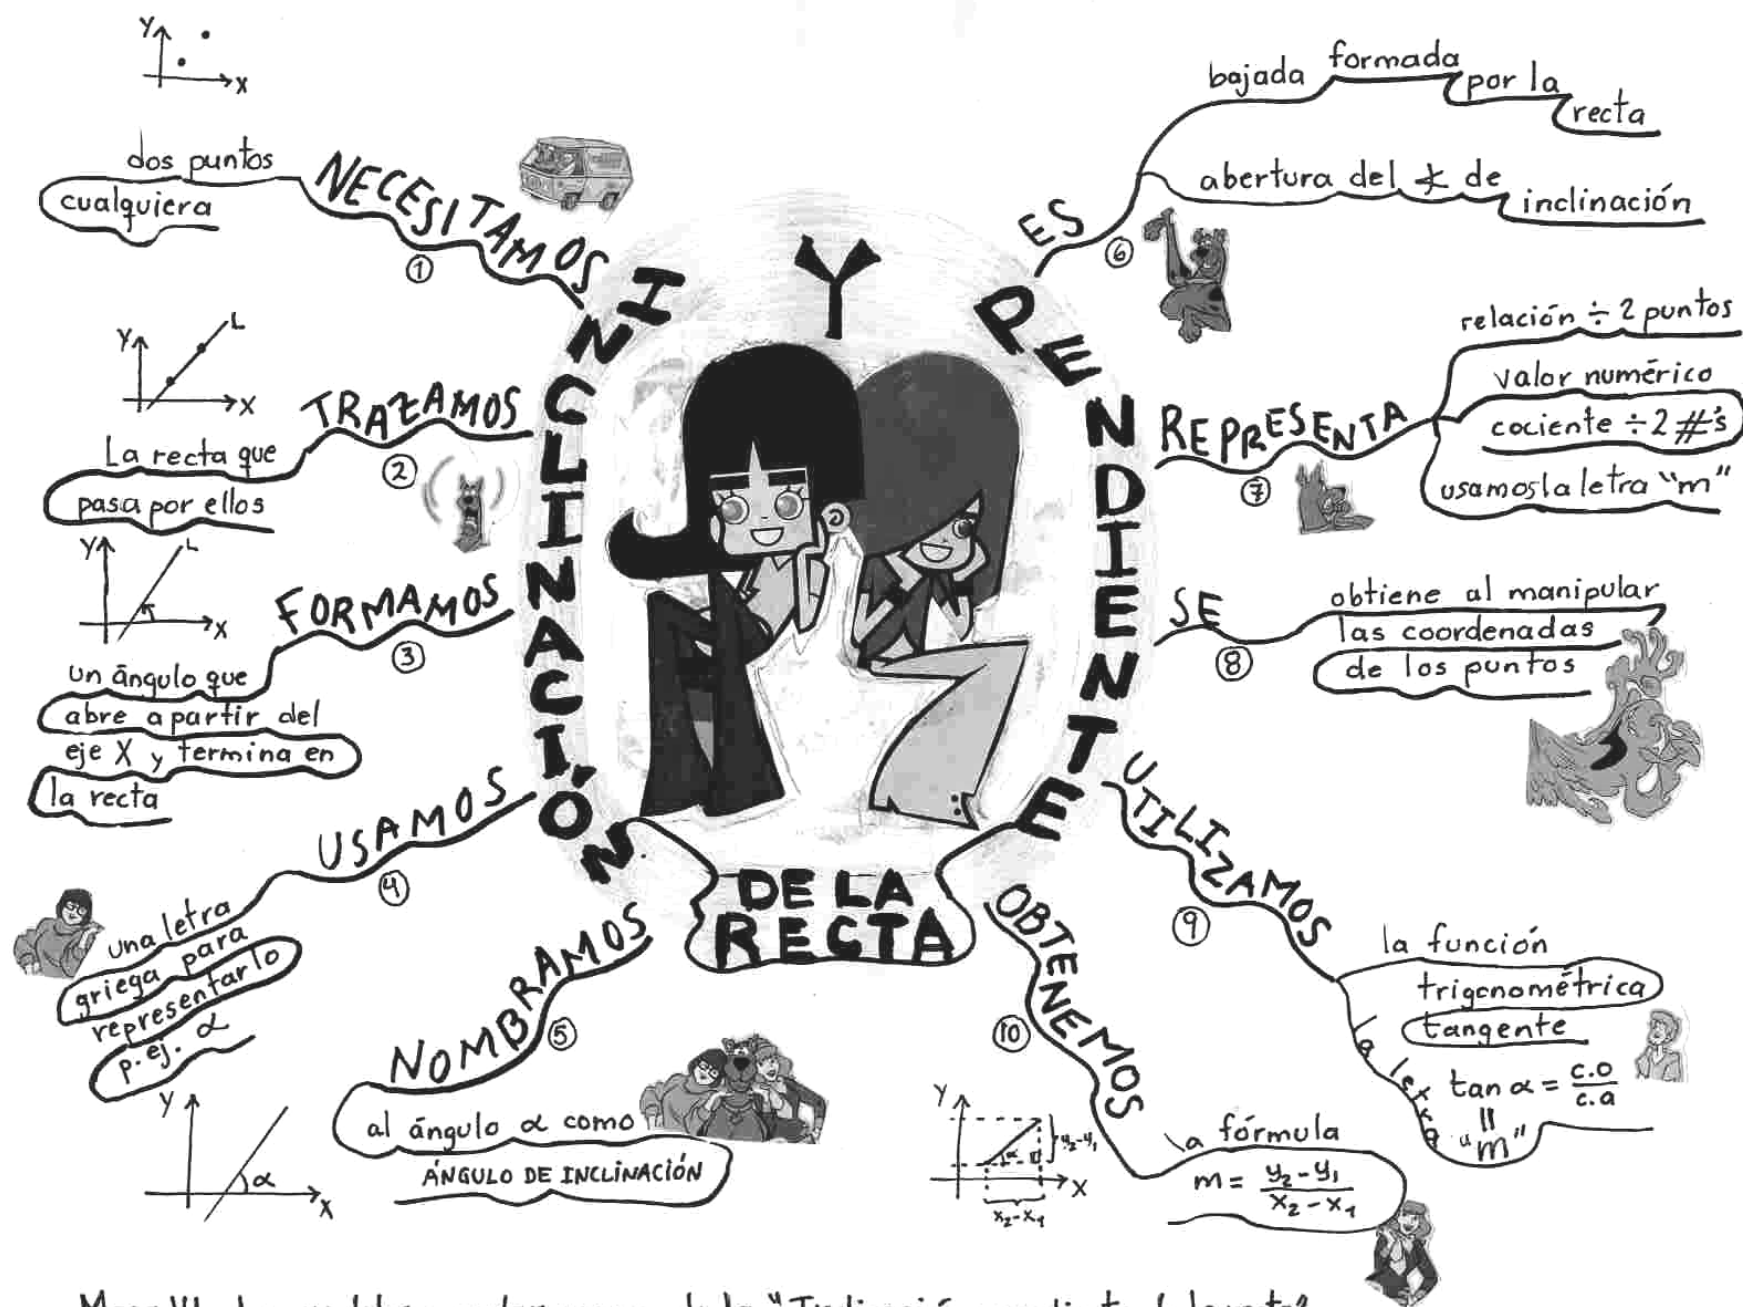 INCLINACIÓN Y PENDIENTE
DE LA
RECTA
NECESITAMOS
1
dos puntos
cualquiera
Y
X
TRAZAMOS
2
La recta que
pasa por ellos
Y
L
X
FORMAMOS
3
un ángulo que
abre a partir del
eje X y termina en
la recta
Y
L
X
USAMOS
4
una letra
griega para
representarlo
p. ej. α
NOMBRAMOS
5
al ángulo α como
ÁNGULO DE INCLINACIÓN
Y
α
X
ES
6
bajada formada por la
recta
abertura del ∡ de
inclinación
REPRESENTA
7
relación ÷ 2 puntos
valor numérico
cociente ÷ 2 #'s
usamos la letra "m"
SE
8
obtiene al manipular
las coordenadas
de los puntos
UTILIZAMOS
9
la función
trigonométrica
tangente
la letra
tan α = c.o / c.a
=
"m"
OBTENEMOS
10
la fórmula
m = y₂ - y₁ / x₂ - x₁
Y
α
y₂-y₁
X
x₂-x₁